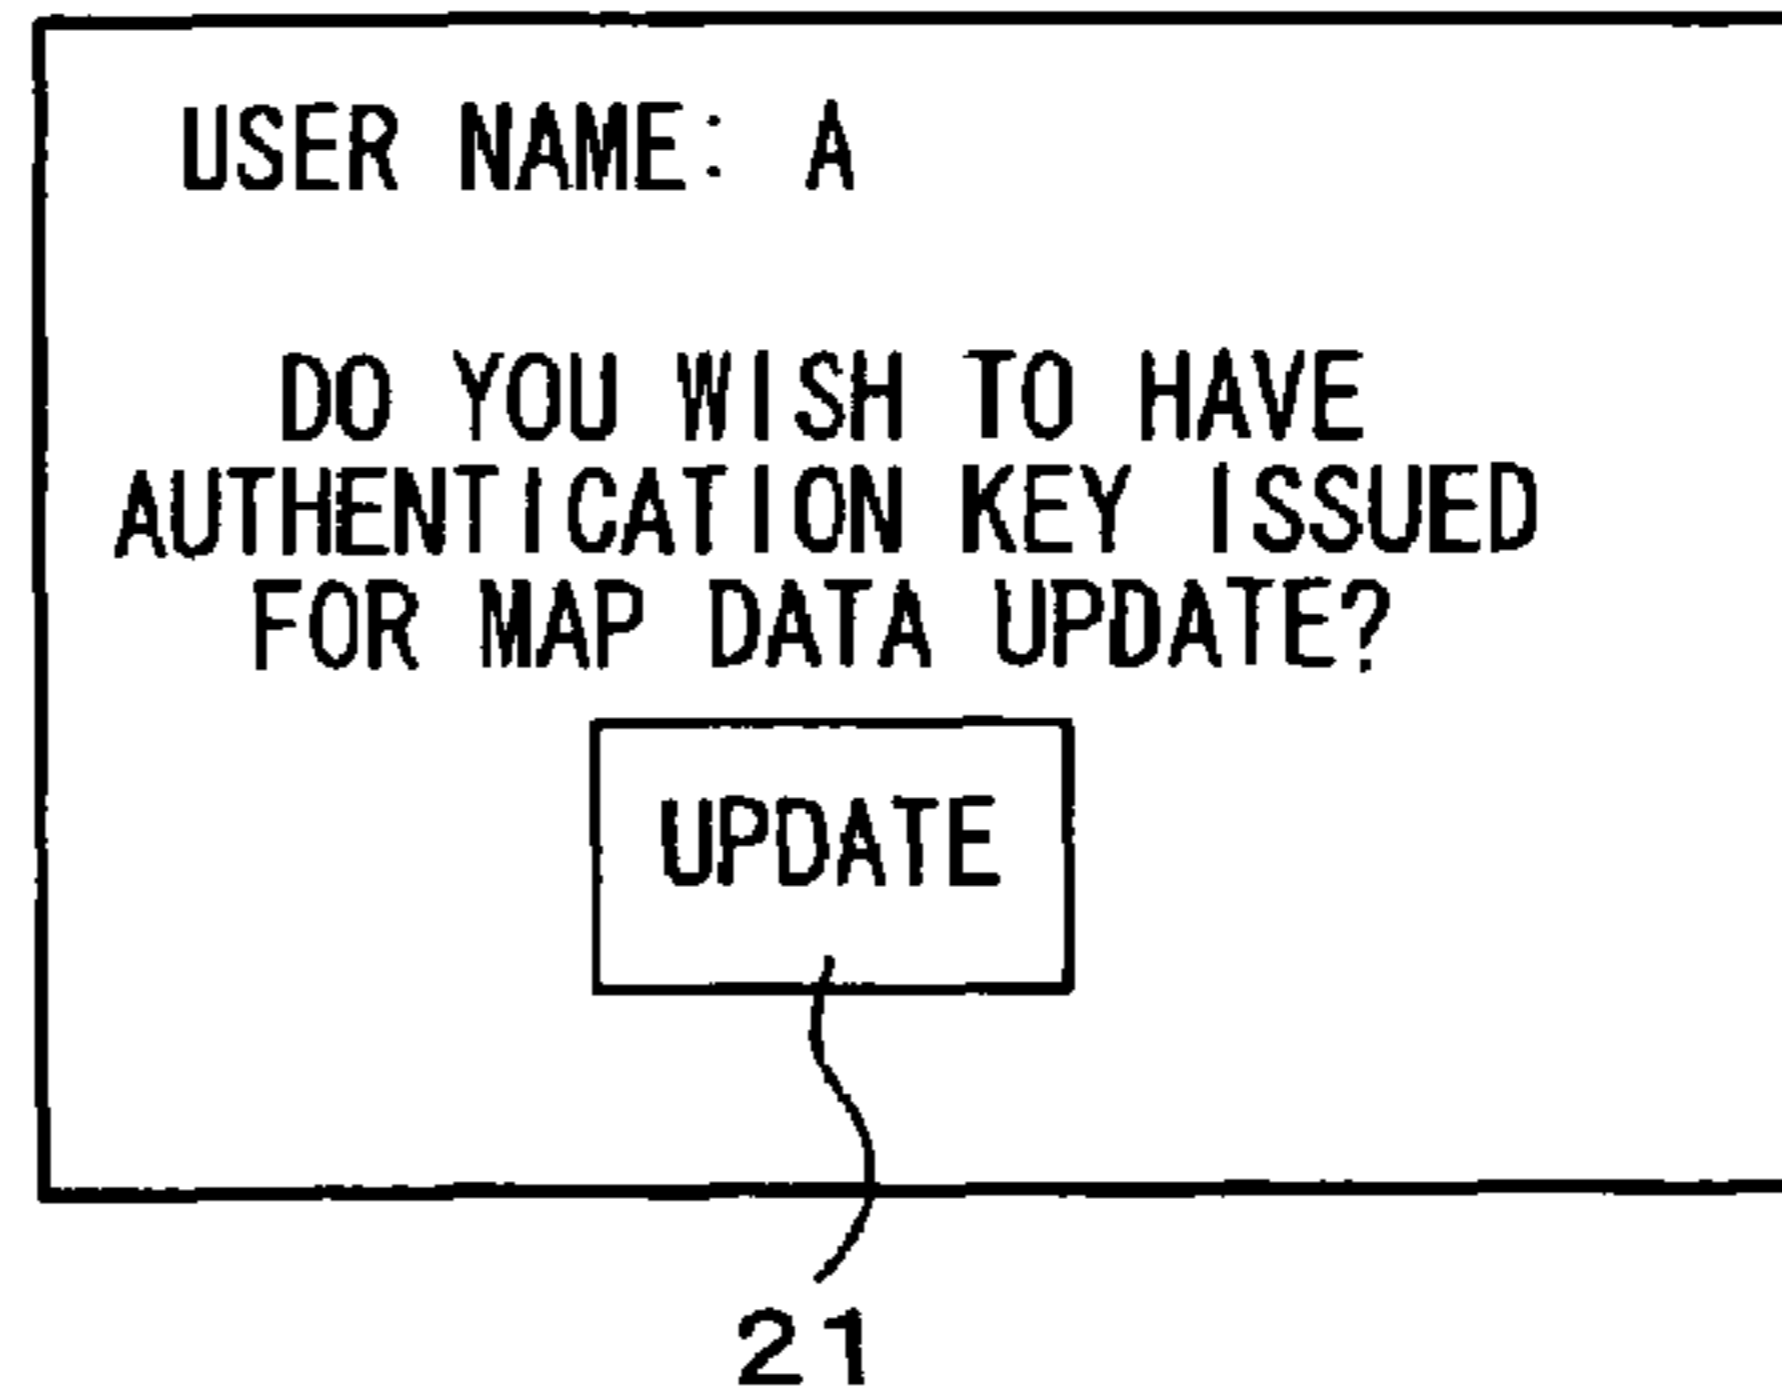 USER NAME: A
DO YOU WISH TO HAVE
AUTHENTICATION KEY ISSUED
FOR MAP DATA UPDATE?
UPDATE
21